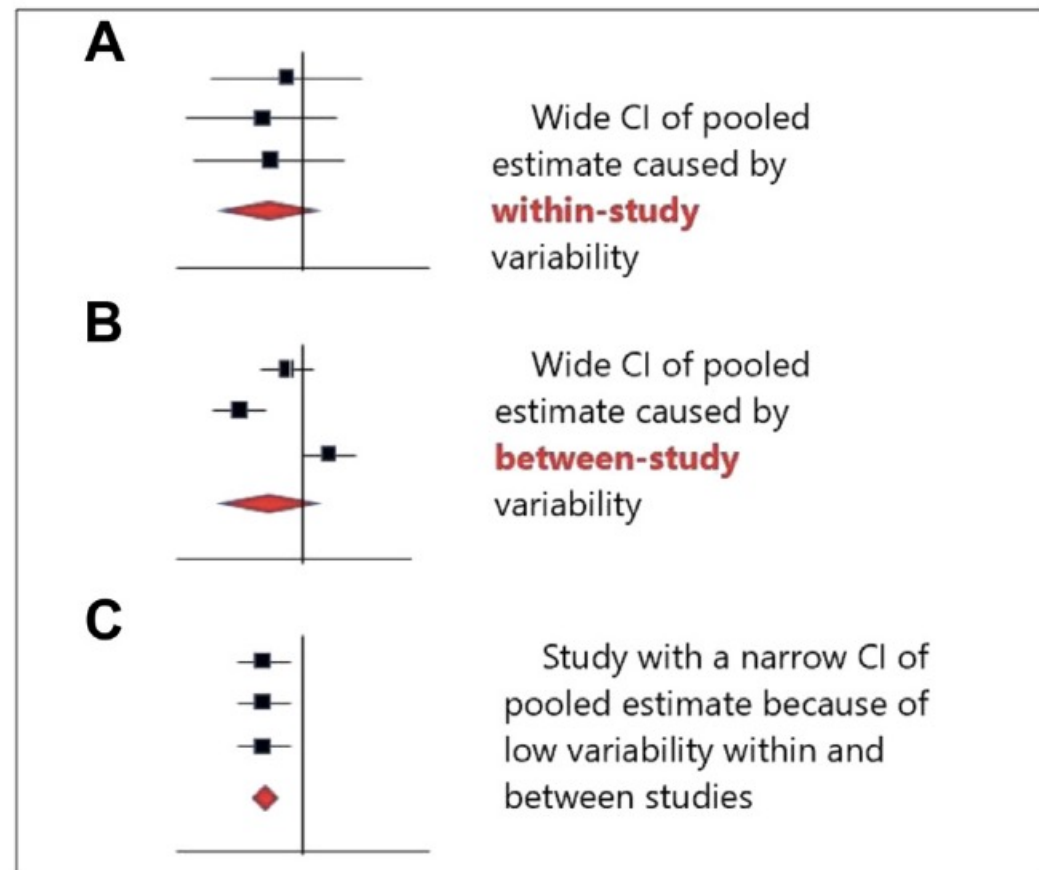 A
Wide CI of pooled
estimate caused by
within-study
variability
B
Wide CI of pooled
estimate caused by
between-study
variability
C
Study with a narrow CI of
pooled estimate because of
low variability within and
between studies